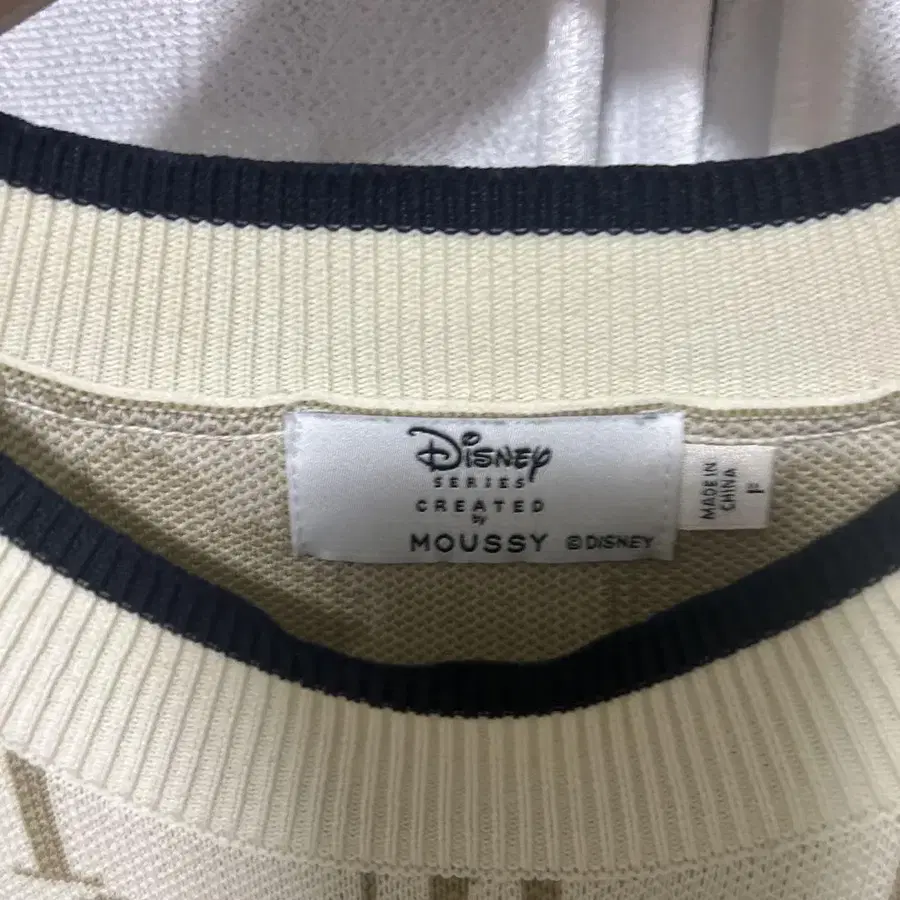 Disney
SERIES
CREATED
by
MOUSSY ©DISNEY
MADE IN
CHINA
F